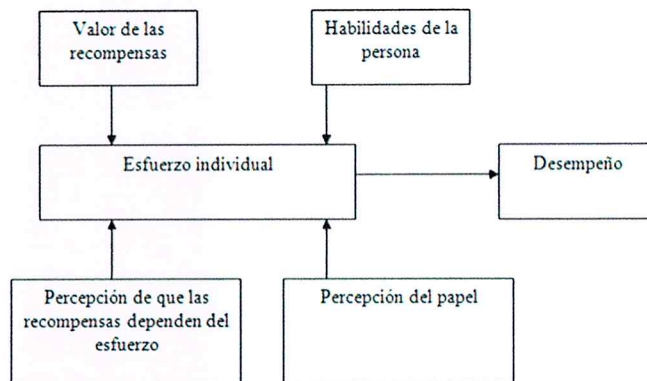 Valor de las
recompensas
Habilidades de la
persona
Esfuerzo individual
Desempeño
Percepción de que las
recompensas dependen del
esfuerzo
Percepción del papel